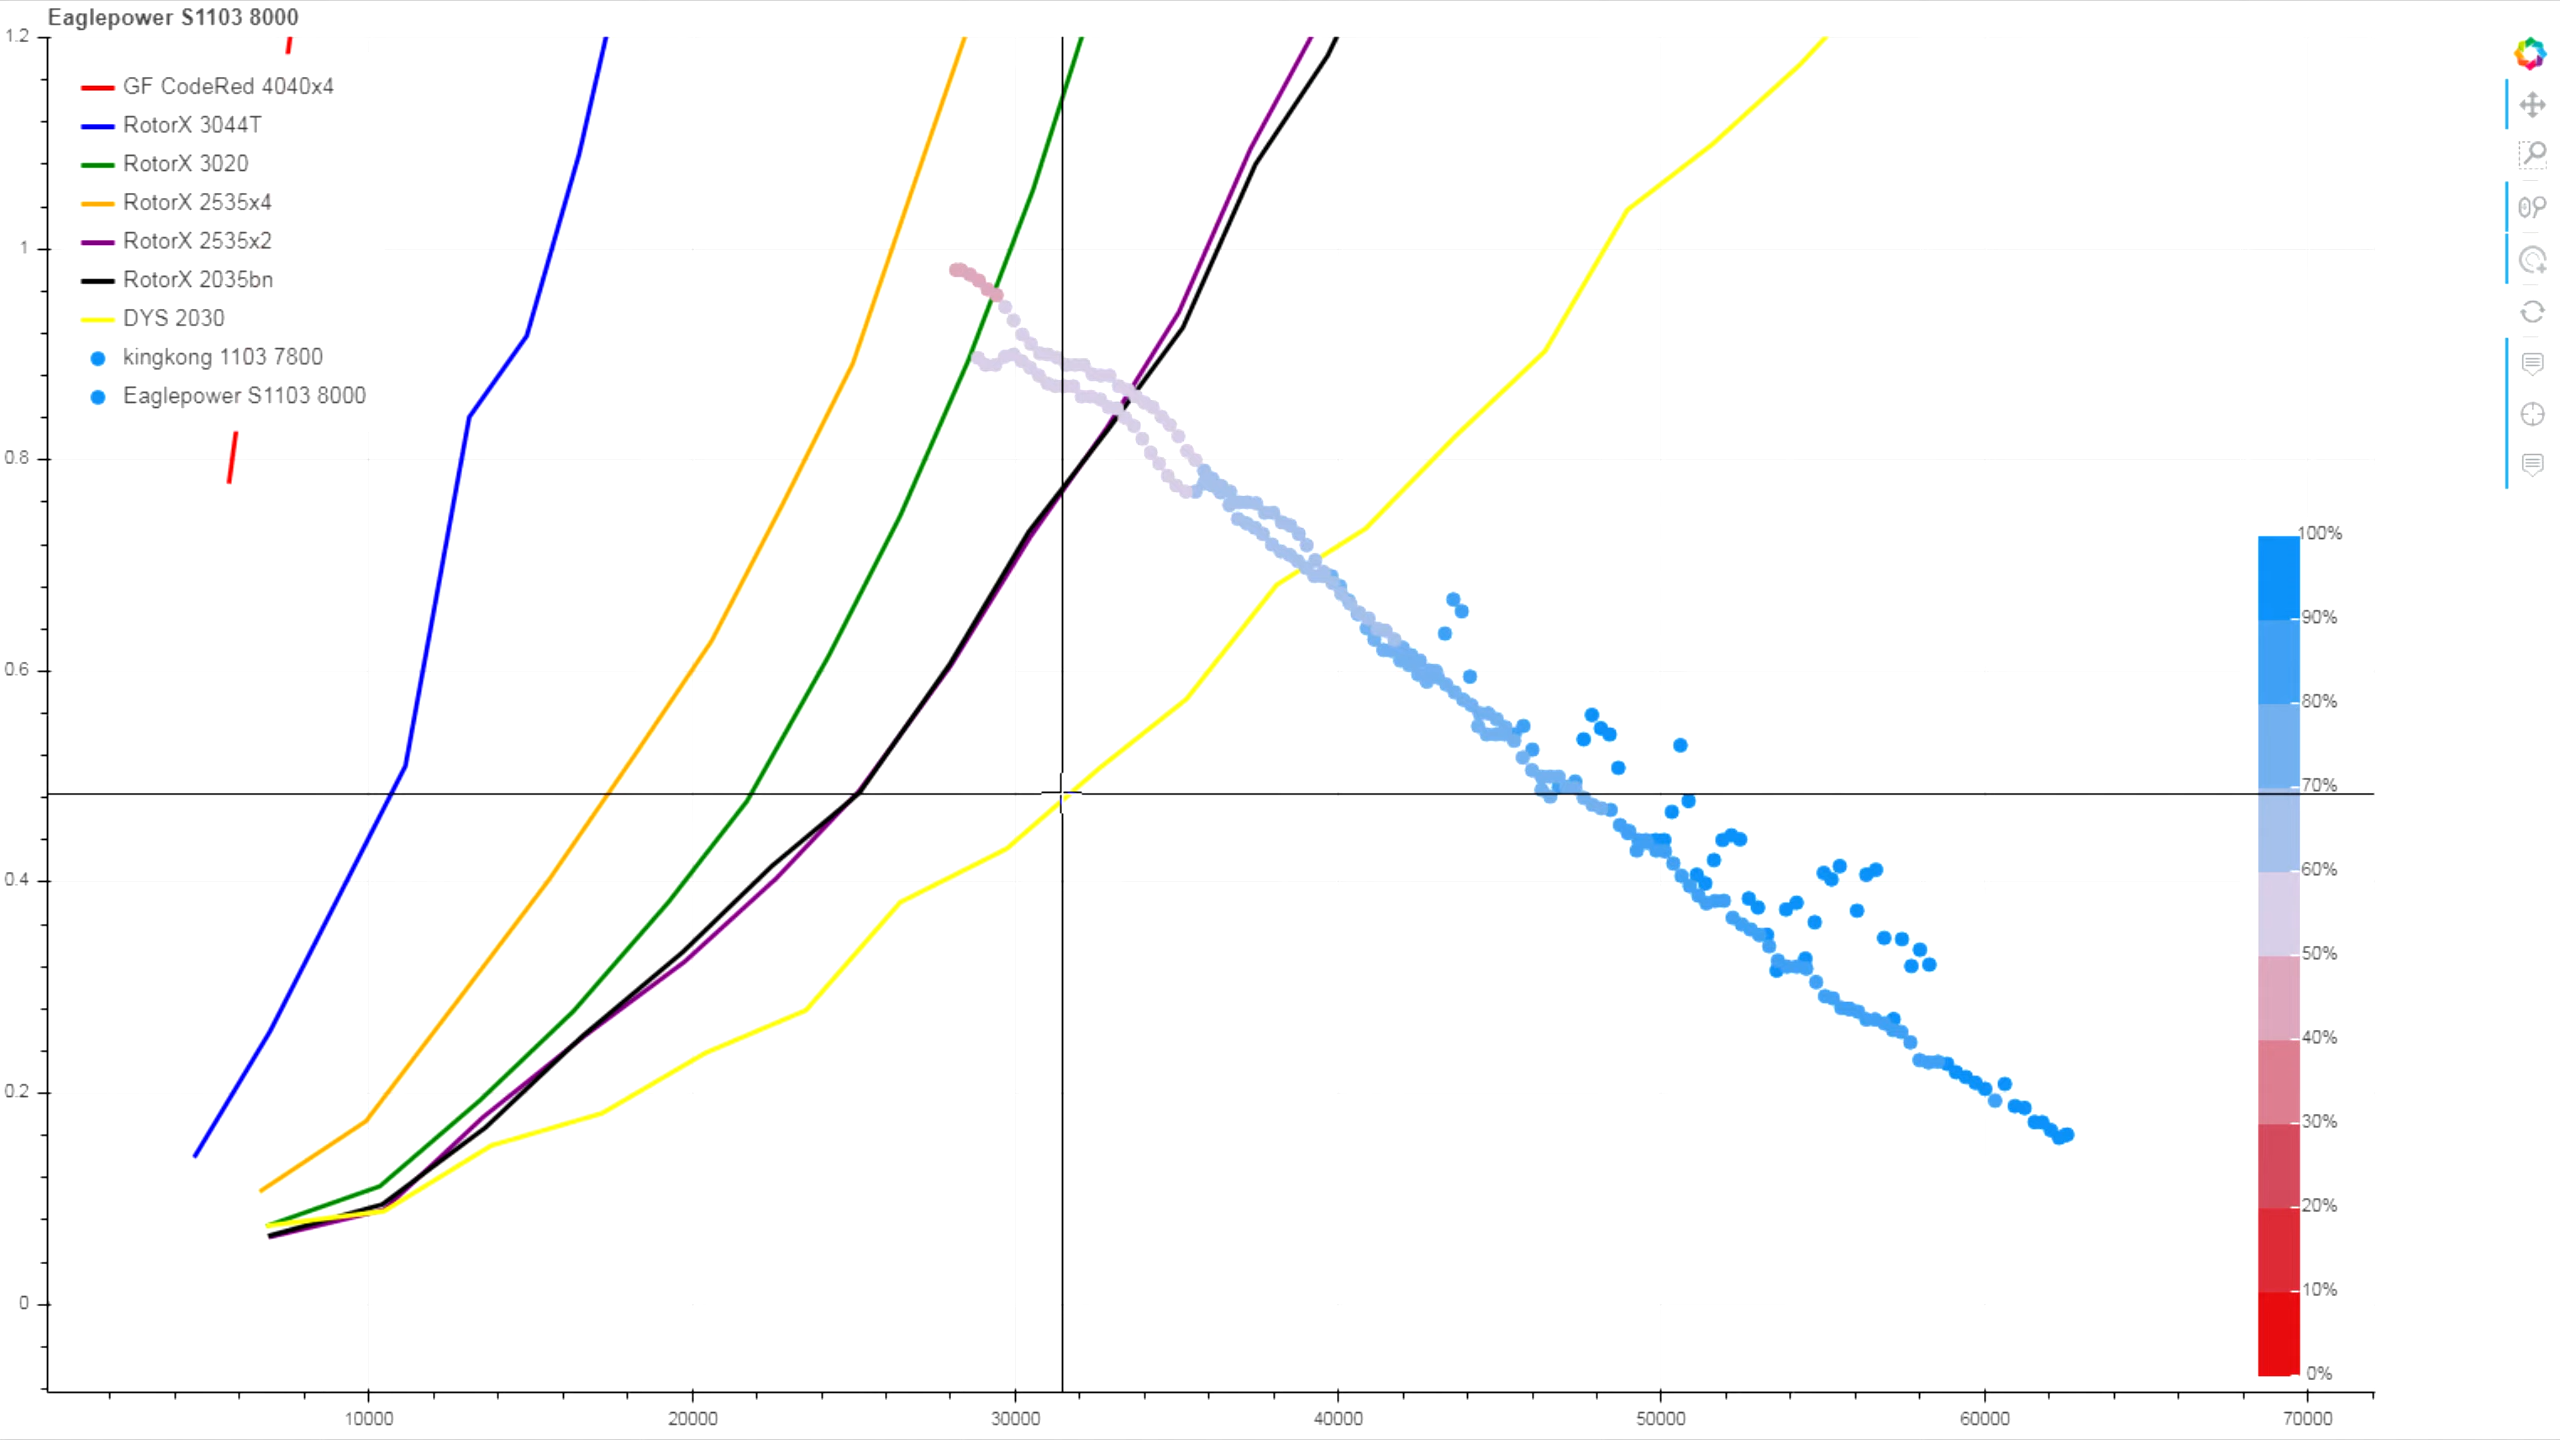 Eaglepower S1103 8000
1.2
1
0.8
0.6
0.4
0.2
0
GF CodeRed 4040x4
RotorX 3044T
RotorX 3020
RotorX 2535x4
RotorX 2535x2
RotorX 2035bn
DYS 2030
kingkong 1103 7800
Eaglepower S1103 8000
100%
90%
80%
70%
60%
50%
40%
30%
20%
10%
0%
10000 20000 30000 40000 50000 60000 70000